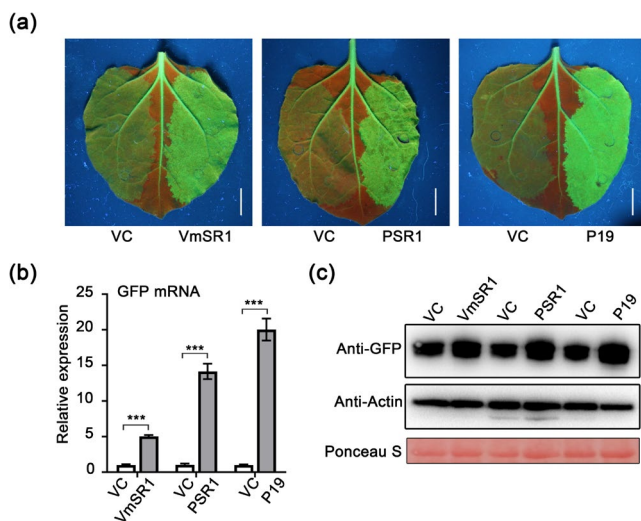 (a)
VC VmSR1 VC PSR1 VC P19
(b)
GFP mRNA
Relative expression
25
20
15
10
5
0
***
***
***
VC
VmSR1
VC
PSR1
VC
P19
(c)
VC VmSR1 VC PSR1 VC P19
Anti-GFP
Anti-Actin
Ponceau S